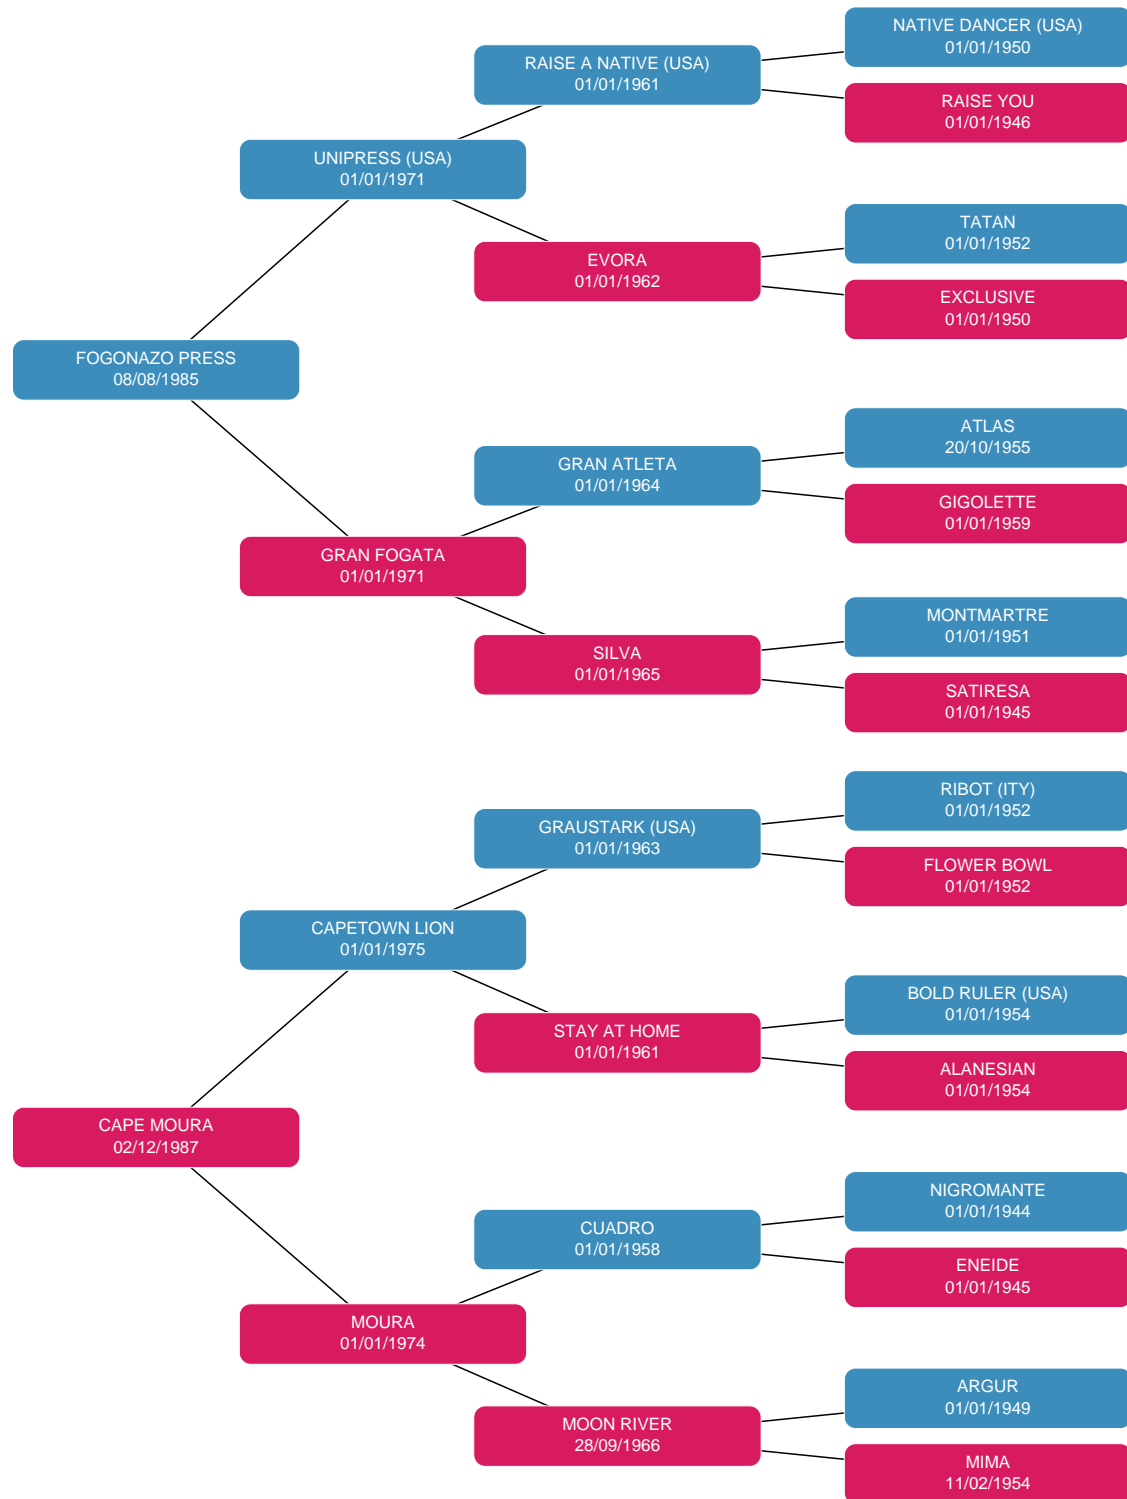 NATIVE DANCER (USA)
01/01/1950
RAISE A NATIVE (USA)
01/01/1961
RAISE YOU
01/01/1946
UNIPRESS (USA)
01/01/1971
TATAN
01/01/1952
EVORA
01/01/1962
EXCLUSIVE
01/01/1950
FOGONAZO PRESS
08/08/1985
ATLAS
20/10/1955
GRAN ATLETA
01/01/1964
GIGOLETTE
01/01/1959
GRAN FOGATA
01/01/1971
MONTMARTRE
01/01/1951
SILVA
01/01/1965
SATIRESA
01/01/1945
RIBOT (ITY)
01/01/1952
GRAUSTARK (USA)
01/01/1963
FLOWER BOWL
01/01/1952
CAPETOWN LION
01/01/1975
BOLD RULER (USA)
01/01/1954
STAY AT HOME
01/01/1961
ALANESIAN
01/01/1954
CAPE MOURA
02/12/1987
NIGROMANTE
01/01/1944
CUADRO
01/01/1958
ENEIDE
01/01/1945
MOURA
01/01/1974
ARGUR
01/01/1949
MOON RIVER
28/09/1966
MIMA
11/02/1954